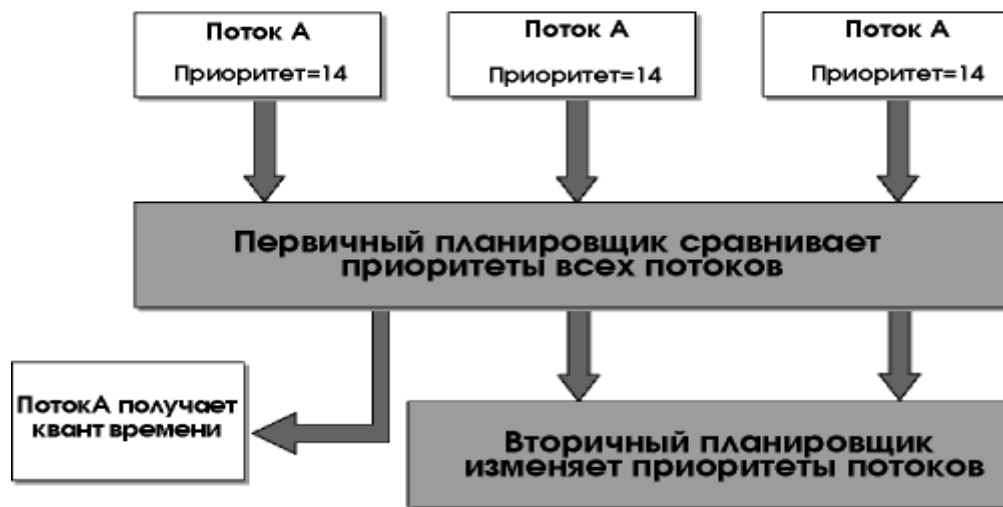 Поток А
Приоритет=14
Поток А
Приоритет=14
Поток А
Приоритет=14
Первичный планировщик сравнивает
приоритеты всех потоков
ПотокА получает
квант времени
Вторичный планировщик
изменяет приоритеты потоков